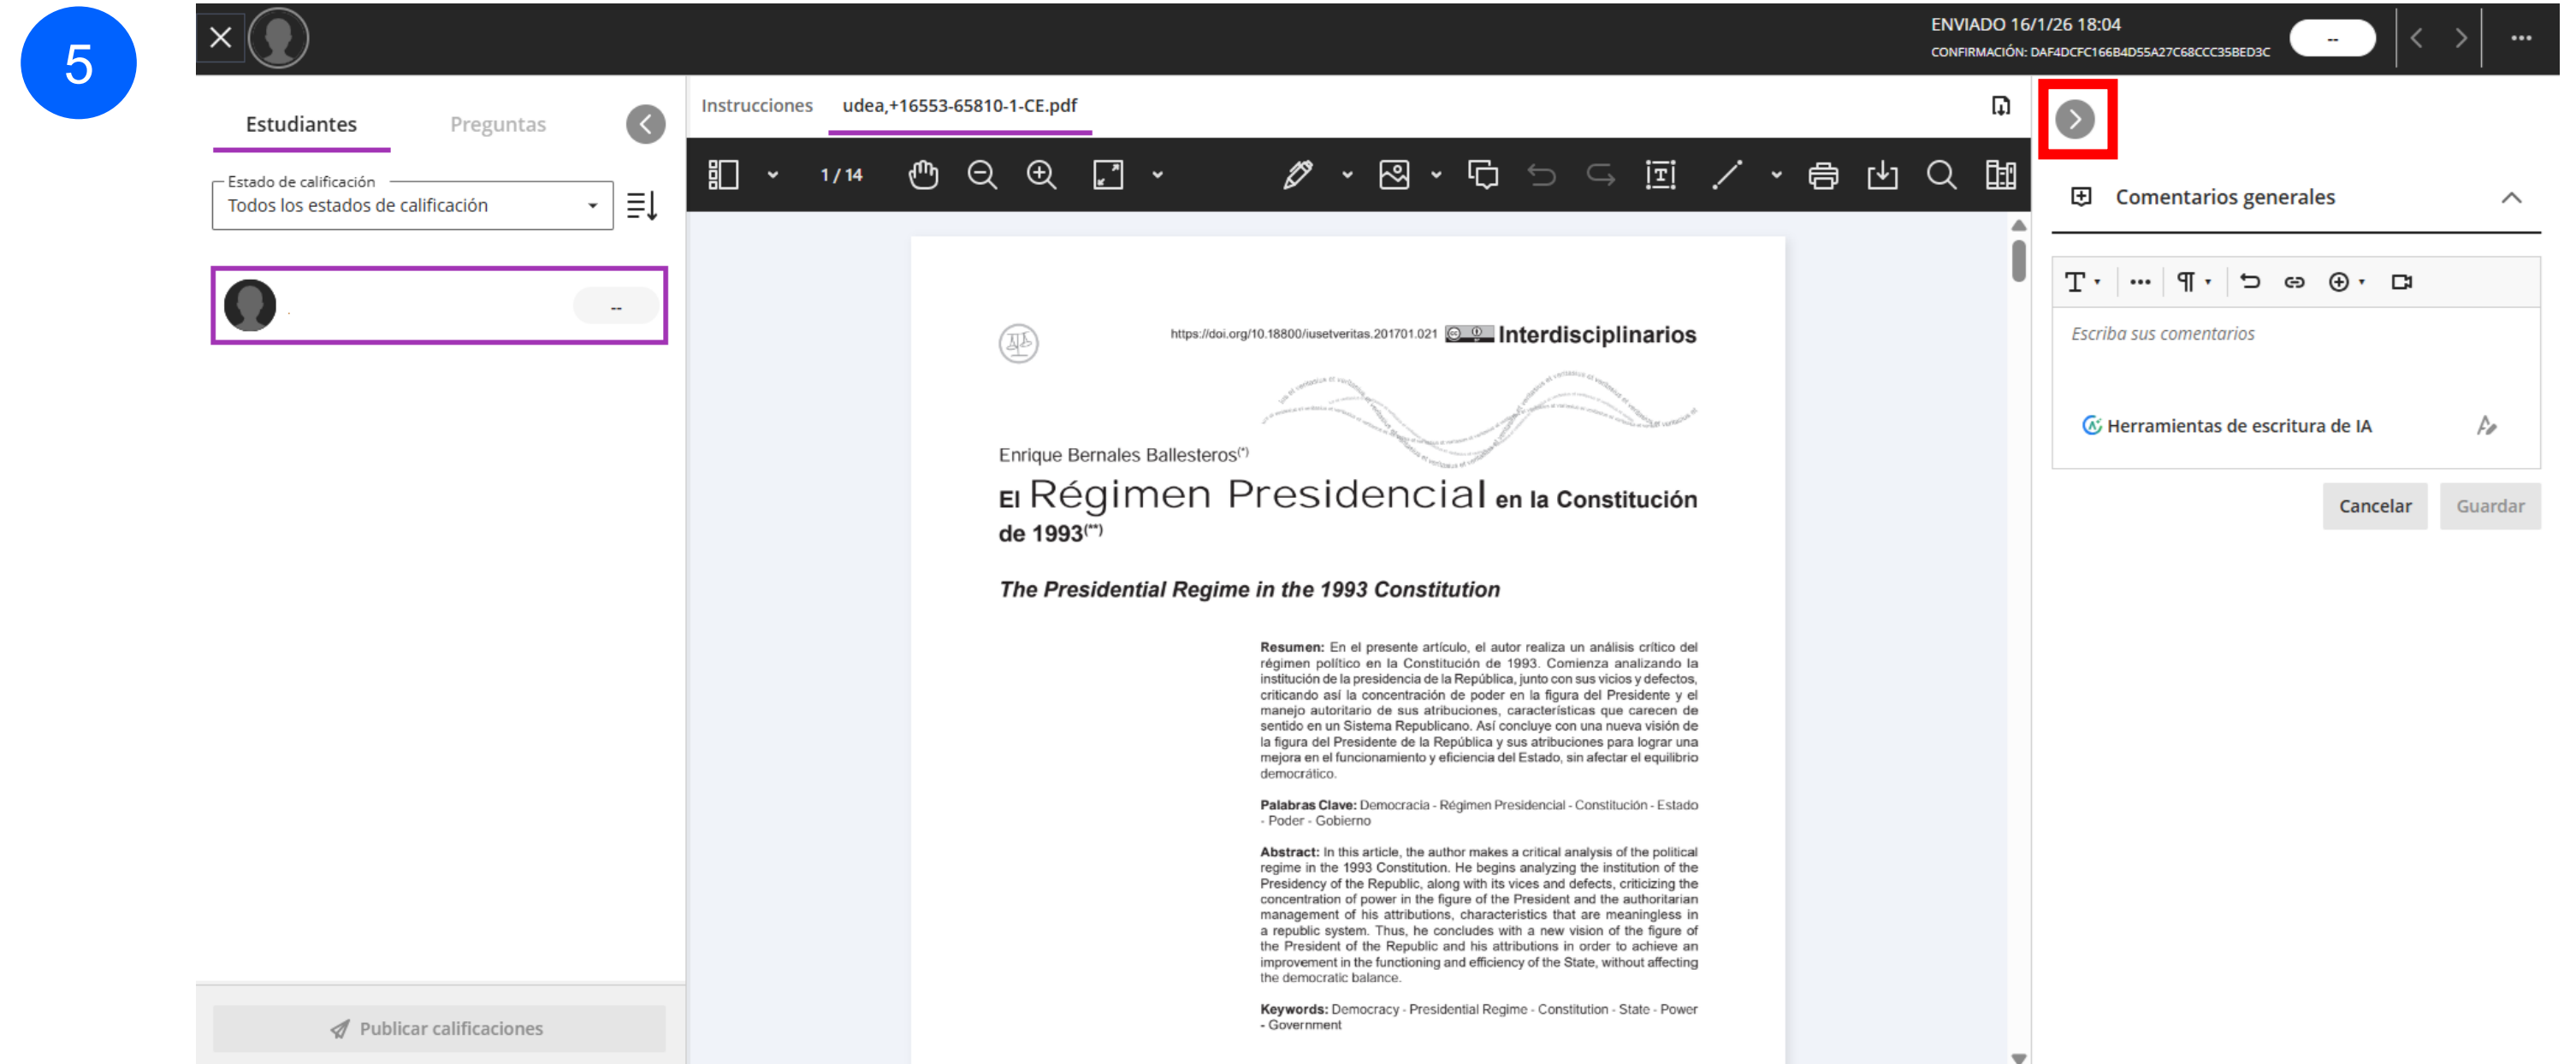 5
ENVIADO 16/1/26 18:04
CONFIRMACIÓN: DAF4DCFC166B4D55A27C68CCC35BED3C
--
Estudiantes
Preguntas
Estado de calificación
Todos los estados de calificación
--
Publicar calificaciones
Instrucciones
udea,+16553-65810-1-CE.pdf
1 / 14
https://doi.org/10.18800/iusetveritas.201701.021 Interdisciplinarios
Enrique Bernales Ballesteros(*)
El Régimen Presidencial en la Constitución
de 1993(**)
The Presidential Regime in the 1993 Constitution
Resumen: En el presente artículo, el autor realiza un análisis crítico del
régimen político en la Constitución de 1993. Comienza analizando la
institución de la presidencia de la República, junto con sus vicios y defectos,
criticando así la concentración de poder en la figura del Presidente y el
manejo autoritario de sus atribuciones, características que carecen de
sentido en un Sistema Republicano. Así concluye con una nueva visión de
la figura del Presidente de la República y sus atribuciones para lograr una
mejora en el funcionamiento y eficiencia del Estado, sin afectar el equilibrio
democrático.
Palabras Clave: Democracia - Régimen Presidencial - Constitución - Estado
- Poder - Gobierno
Abstract: In this article, the author makes a critical analysis of the political
regime in the 1993 Constitution. He begins analyzing the institution of the
Presidency of the Republic, along with its vices and defects, criticizing the
concentration of power in the figure of the President and the authoritarian
management of his attributions, characteristics that are meaningless in
a republic system. Thus, he concludes with a new vision of the figure of
the President of the Republic and his attributions in order to achieve an
improvement in the functioning and efficiency of the State, without affecting
the democratic balance.
Keywords: Democracy - Presidential Regime - Constitution - State - Power
- Government
Comentarios generales
Escriba sus comentarios
Herramientas de escritura de IA
Cancelar
Guardar